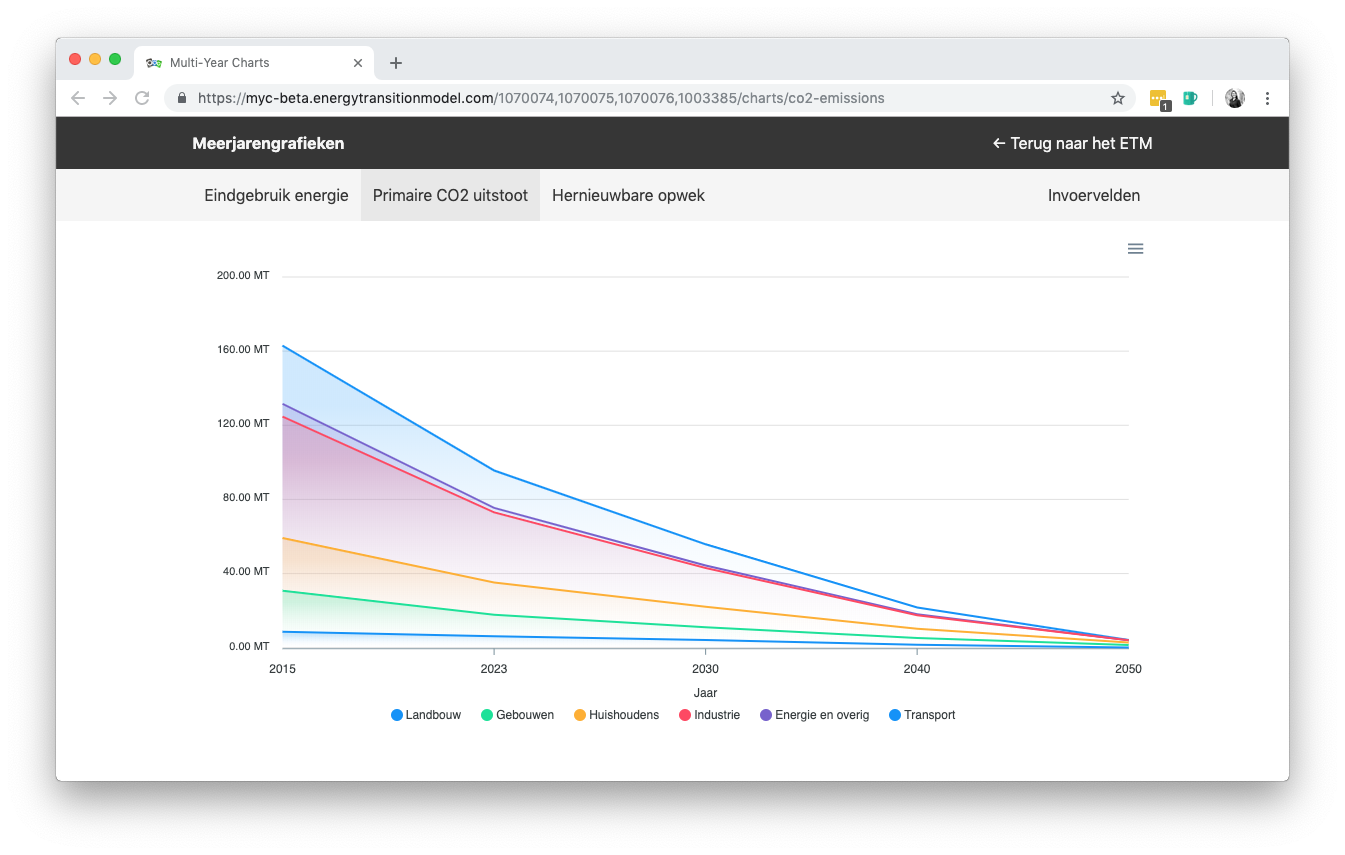 Multi-Year Charts
https://myc-beta.energytransitionmodel.com/1070074,1070075,1070076,1003385/charts/co2-emissions
1
Meerjarengrafieken
← Terug naar het ETM
Eindgebruik energie
Primaire CO2 uitstoot
Hernieuwbare opwek
Invoervelden
200.00 MT
160.00 MT
120.00 MT
80.00 MT
40.00 MT
0.00 MT
2015 2023 2030 2040 2050
Jaar
Landbouw Gebouwen Huishoudens Industrie Energie en overig Transport